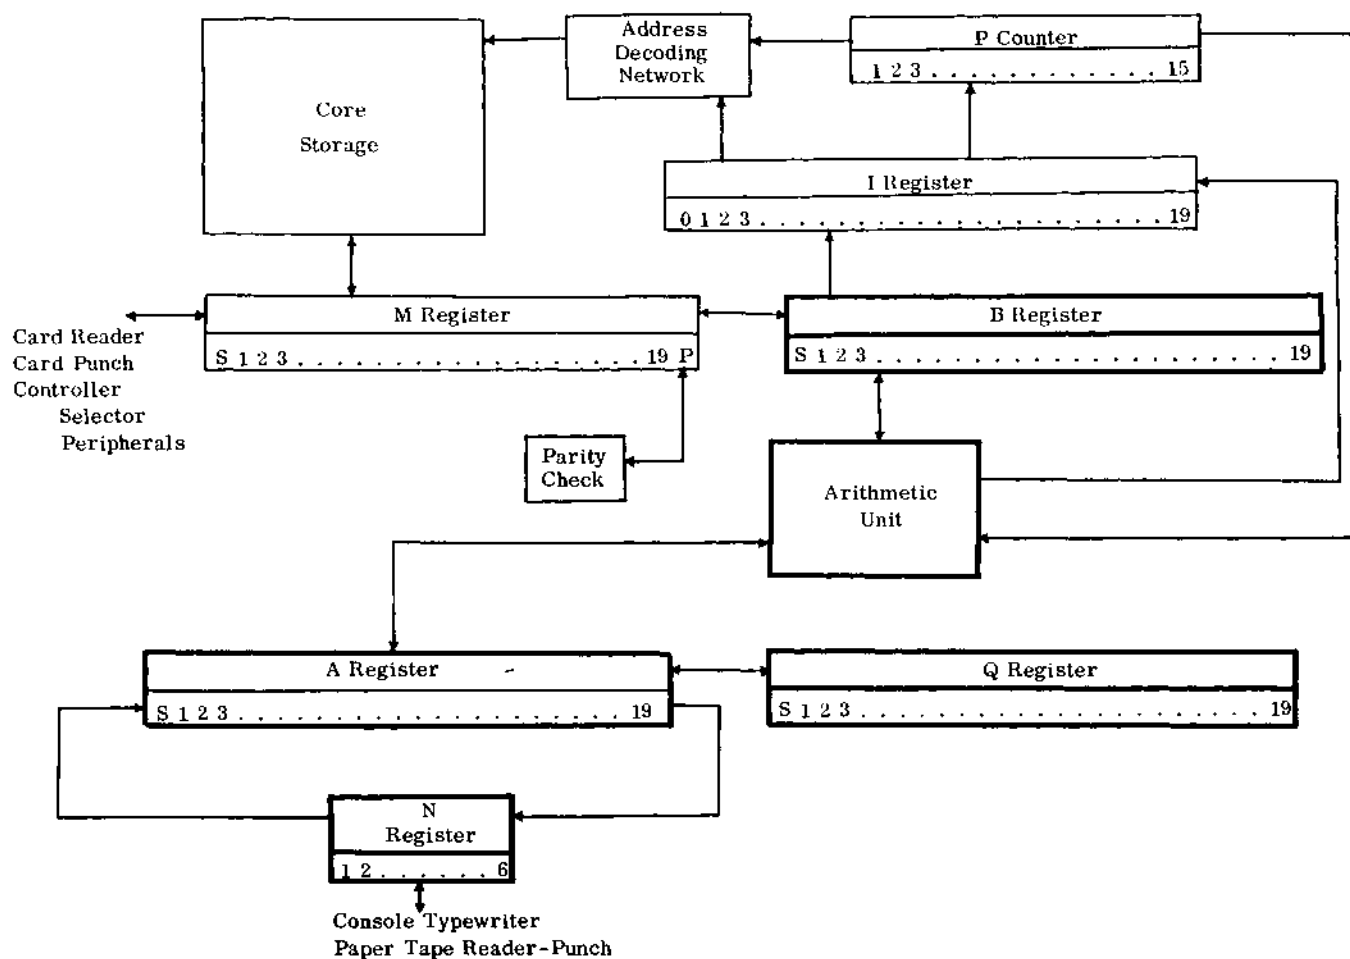 Address
Decoding
Network
P Counter
1 2 3 . . . . . . . . . . . . . 15
Core
Storage
I Register
0 1 2 3 . . . . . . . . . . . . . . . . . . . . . 19
M Register
S 1 2 3 . . . . . . . . . . . . . . . . . . 19 P
B Register
S 1 2 3 . . . . . . . . . . . . . . . . . . . . . 19
Card Reader
Card Punch
Controller
Selector
Peripherals
Parity
Check
Arithmetic
Unit
A Register
S 1 2 3 . . . . . . . . . . . . . . . . . . . . 19
Q Register
S 1 2 3 . . . . . . . . . . . . . . . . . . . . . 19
N
Register
1 2 . . . . . . 6
Console Typewriter
Paper Tape Reader-Punch